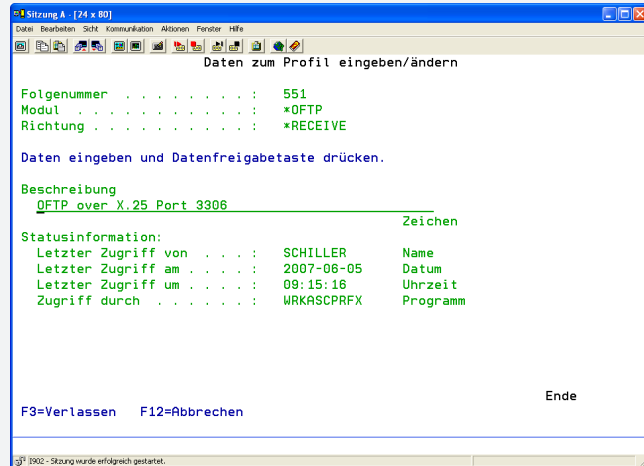 Sitzung A - [24 x 80]
Datei Bearbeiten Sicht Kommunikation Aktionen Fenster Hilfe
Daten zum Profil eingeben/ändern
Folgenummer . . . . . . . . : 551
Modul . . . . . . . . . . . : *OFTP
Richtung . . . . . . . . . . : *RECEIVE
Daten eingeben und Datenfreigabetaste drücken.
Beschreibung
OFTP over X.25 Port 3306
Zeichen
Statusinformation:
Letzter Zugriff von . . . : SCHILLER Name
Letzter Zugriff am . . . . : 2007-06-05 Datum
Letzter Zugriff um . . . . : 09:15:16 Uhrzeit
Zugriff durch . . . . . . : WRKASCPRFX Programm
Ende
F3=Verlassen F12=Abbrechen
I902 - Sitzung wurde erfolgreich gestartet.